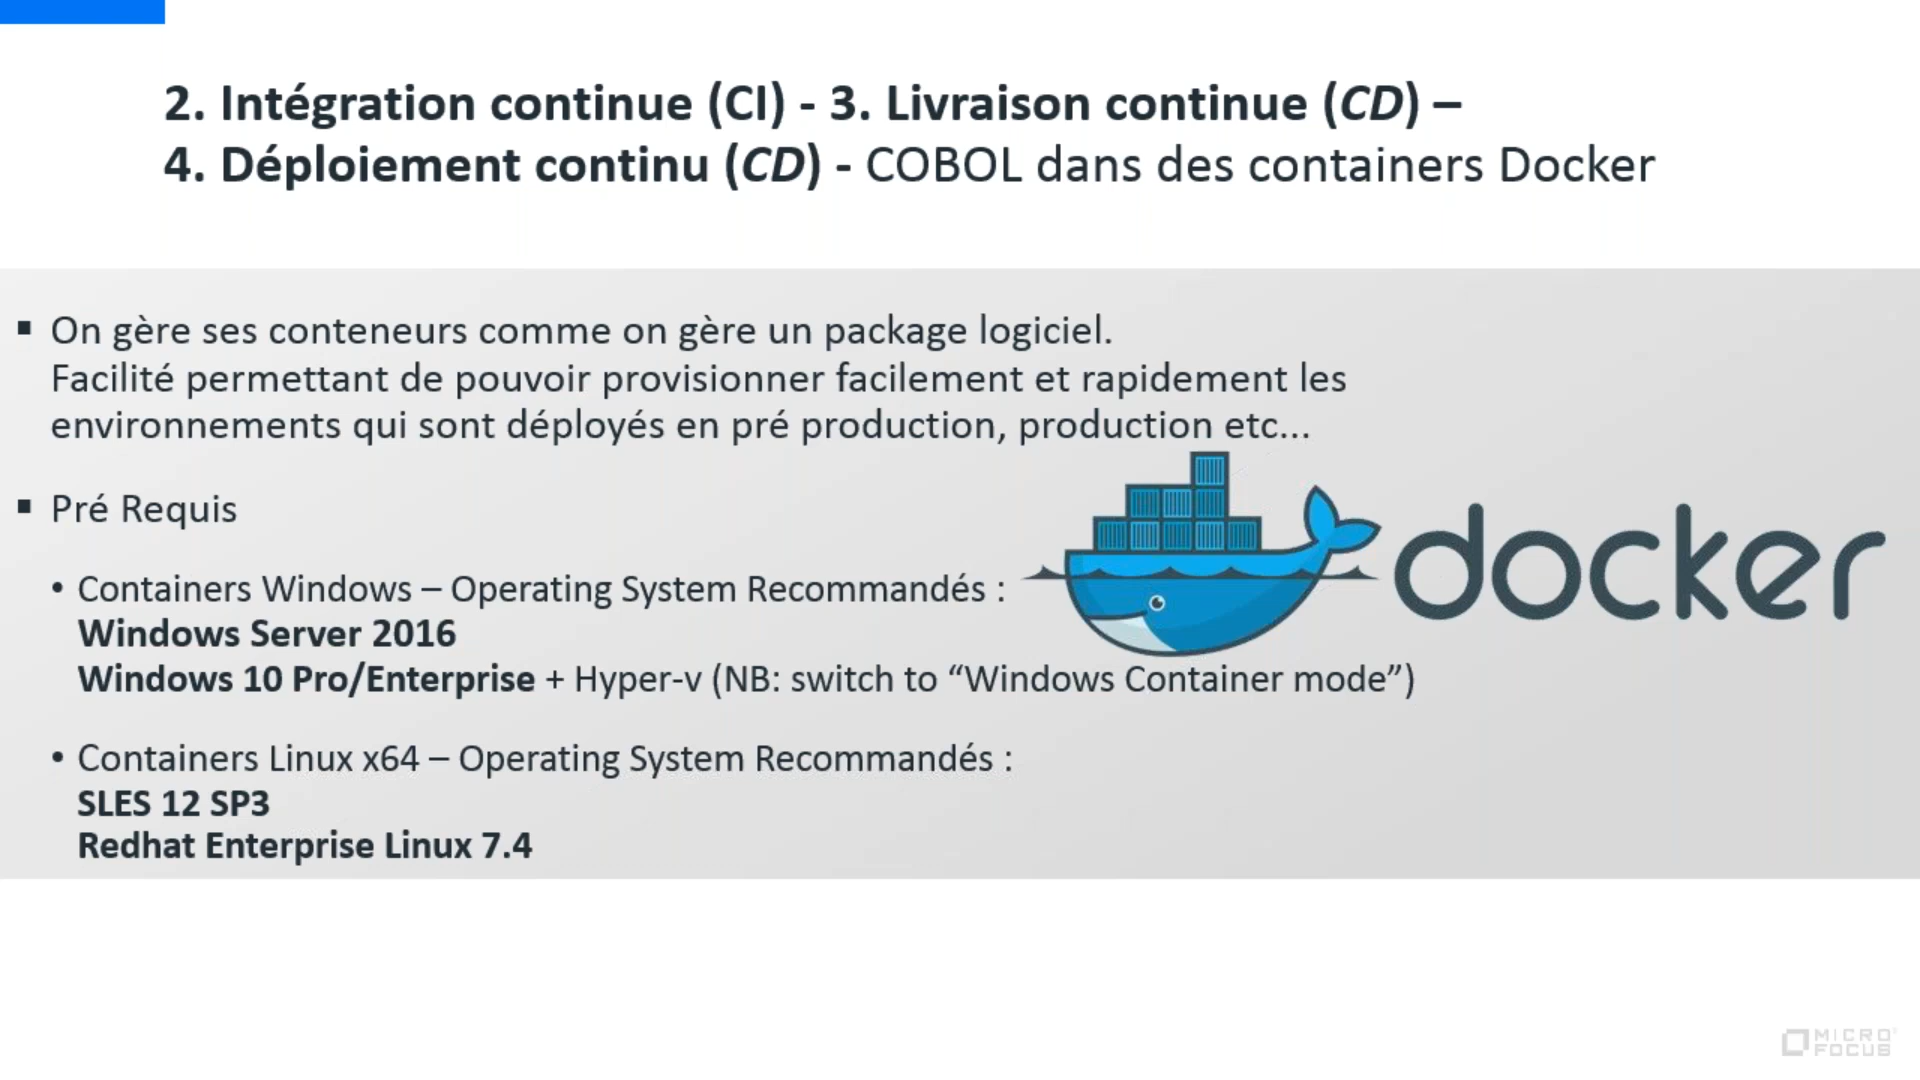 2. Intégration continue (CI) - 3. Livraison continue (CD) –
4. Déploiement continu (CD) - COBOL dans des containers Docker
▪ On gère ses conteneurs comme on gère un package logiciel.
Facilité permettant de pouvoir provisionner facilement et rapidement les
environnements qui sont déployés en pré production, production etc...
▪ Pré Requis
• Containers Windows – Operating System Recommandés :
Windows Server 2016
Windows 10 Pro/Enterprise + Hyper-v (NB: switch to “Windows Container mode”)
docker
• Containers Linux x64 – Operating System Recommandés :
SLES 12 SP3
Redhat Enterprise Linux 7.4
MICRO
FOCUS